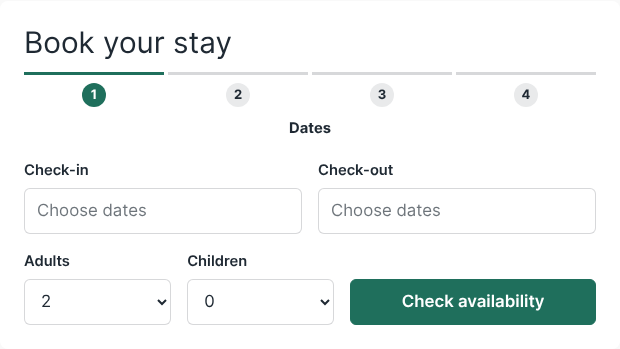 Book your stay
1 2 3 4
Dates
Check-in Check-out
Choose dates Choose dates
Adults Children
2 0 Check availability